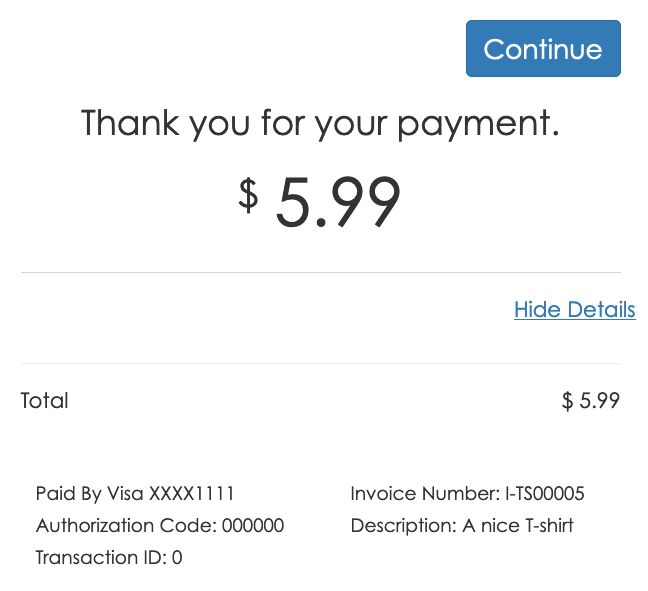 Continue
Thank you for your payment.
$ 5.99
Hide Details
Total $ 5.99
Paid By Visa XXXX1111 Invoice Number: I-TS00005
Authorization Code: 000000 Description: A nice T-shirt
Transaction ID: 0